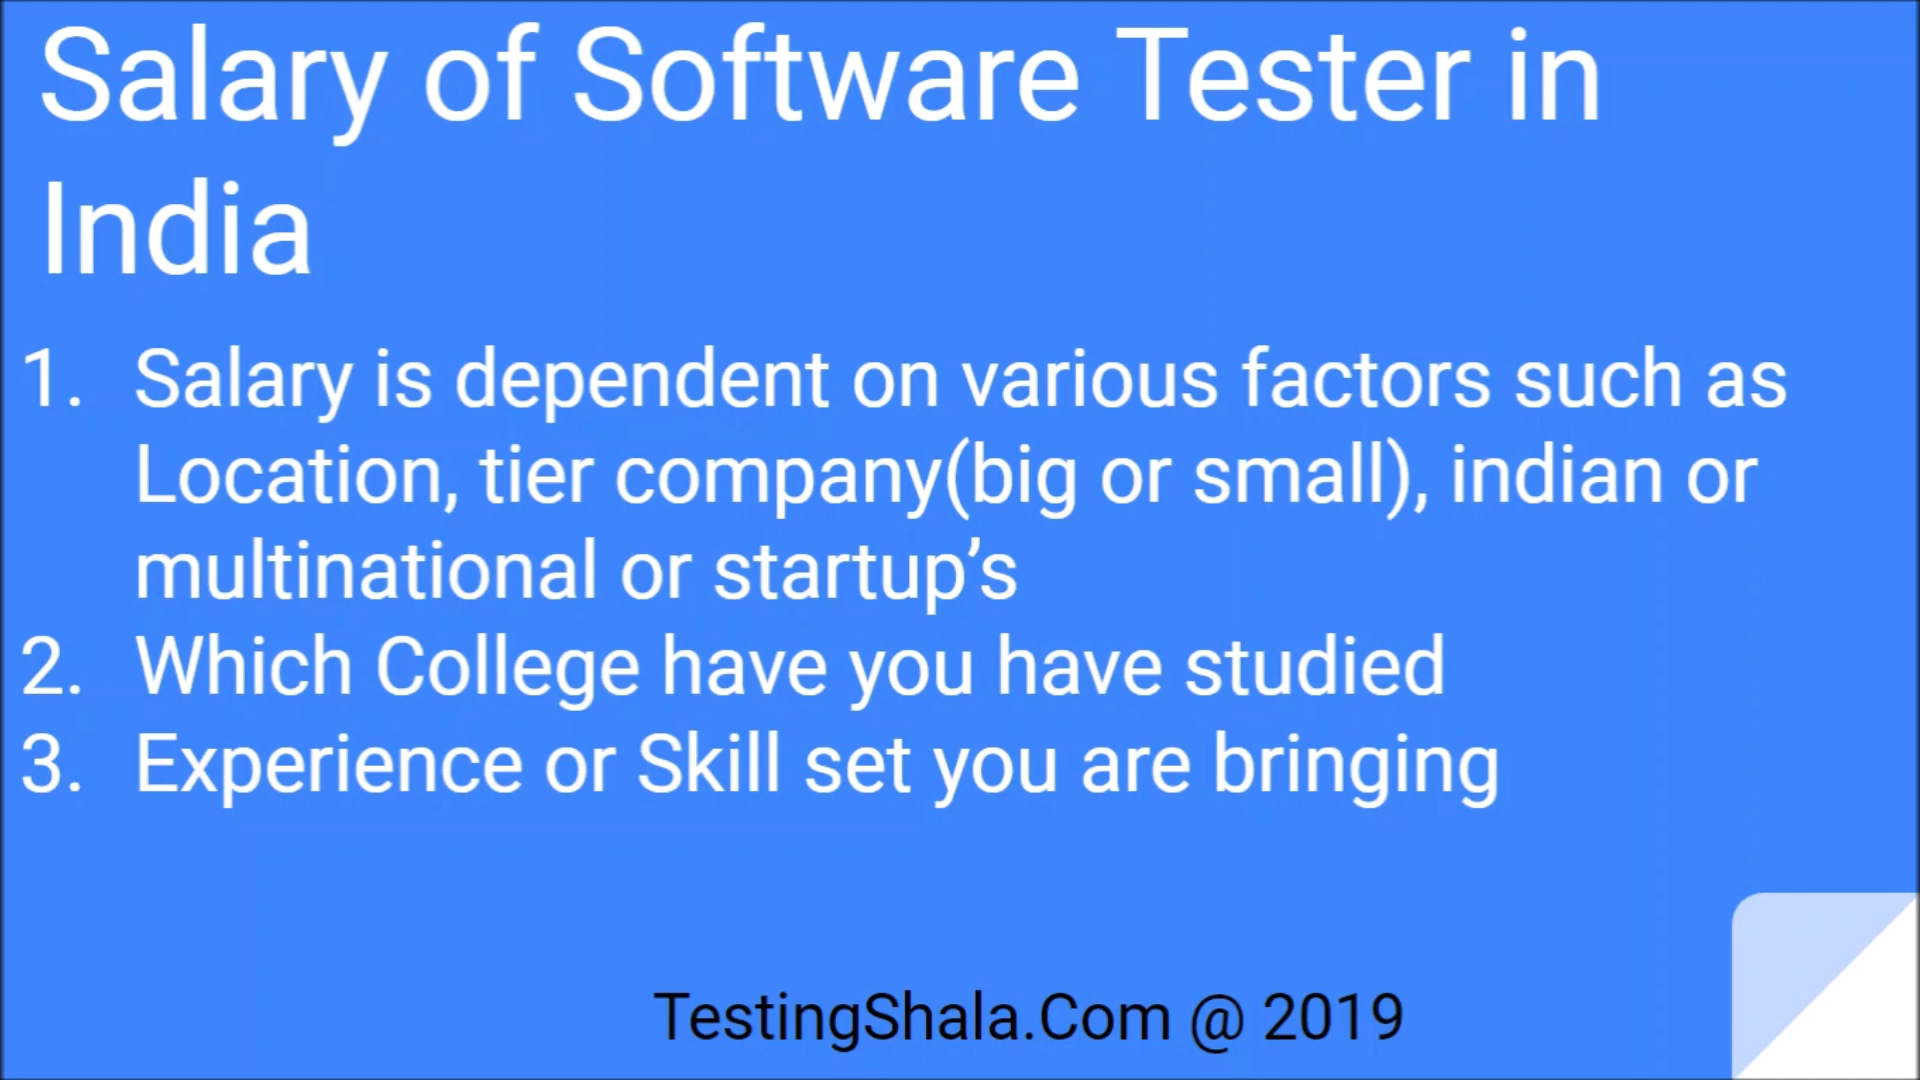 Salary of Software Tester in
India
1. Salary is dependent on various factors such as
Location, tier company(big or small), indian or
multinational or startup’s
2. Which College have you have studied
3. Experience or Skill set you are bringing
TestingShala.Com @ 2019